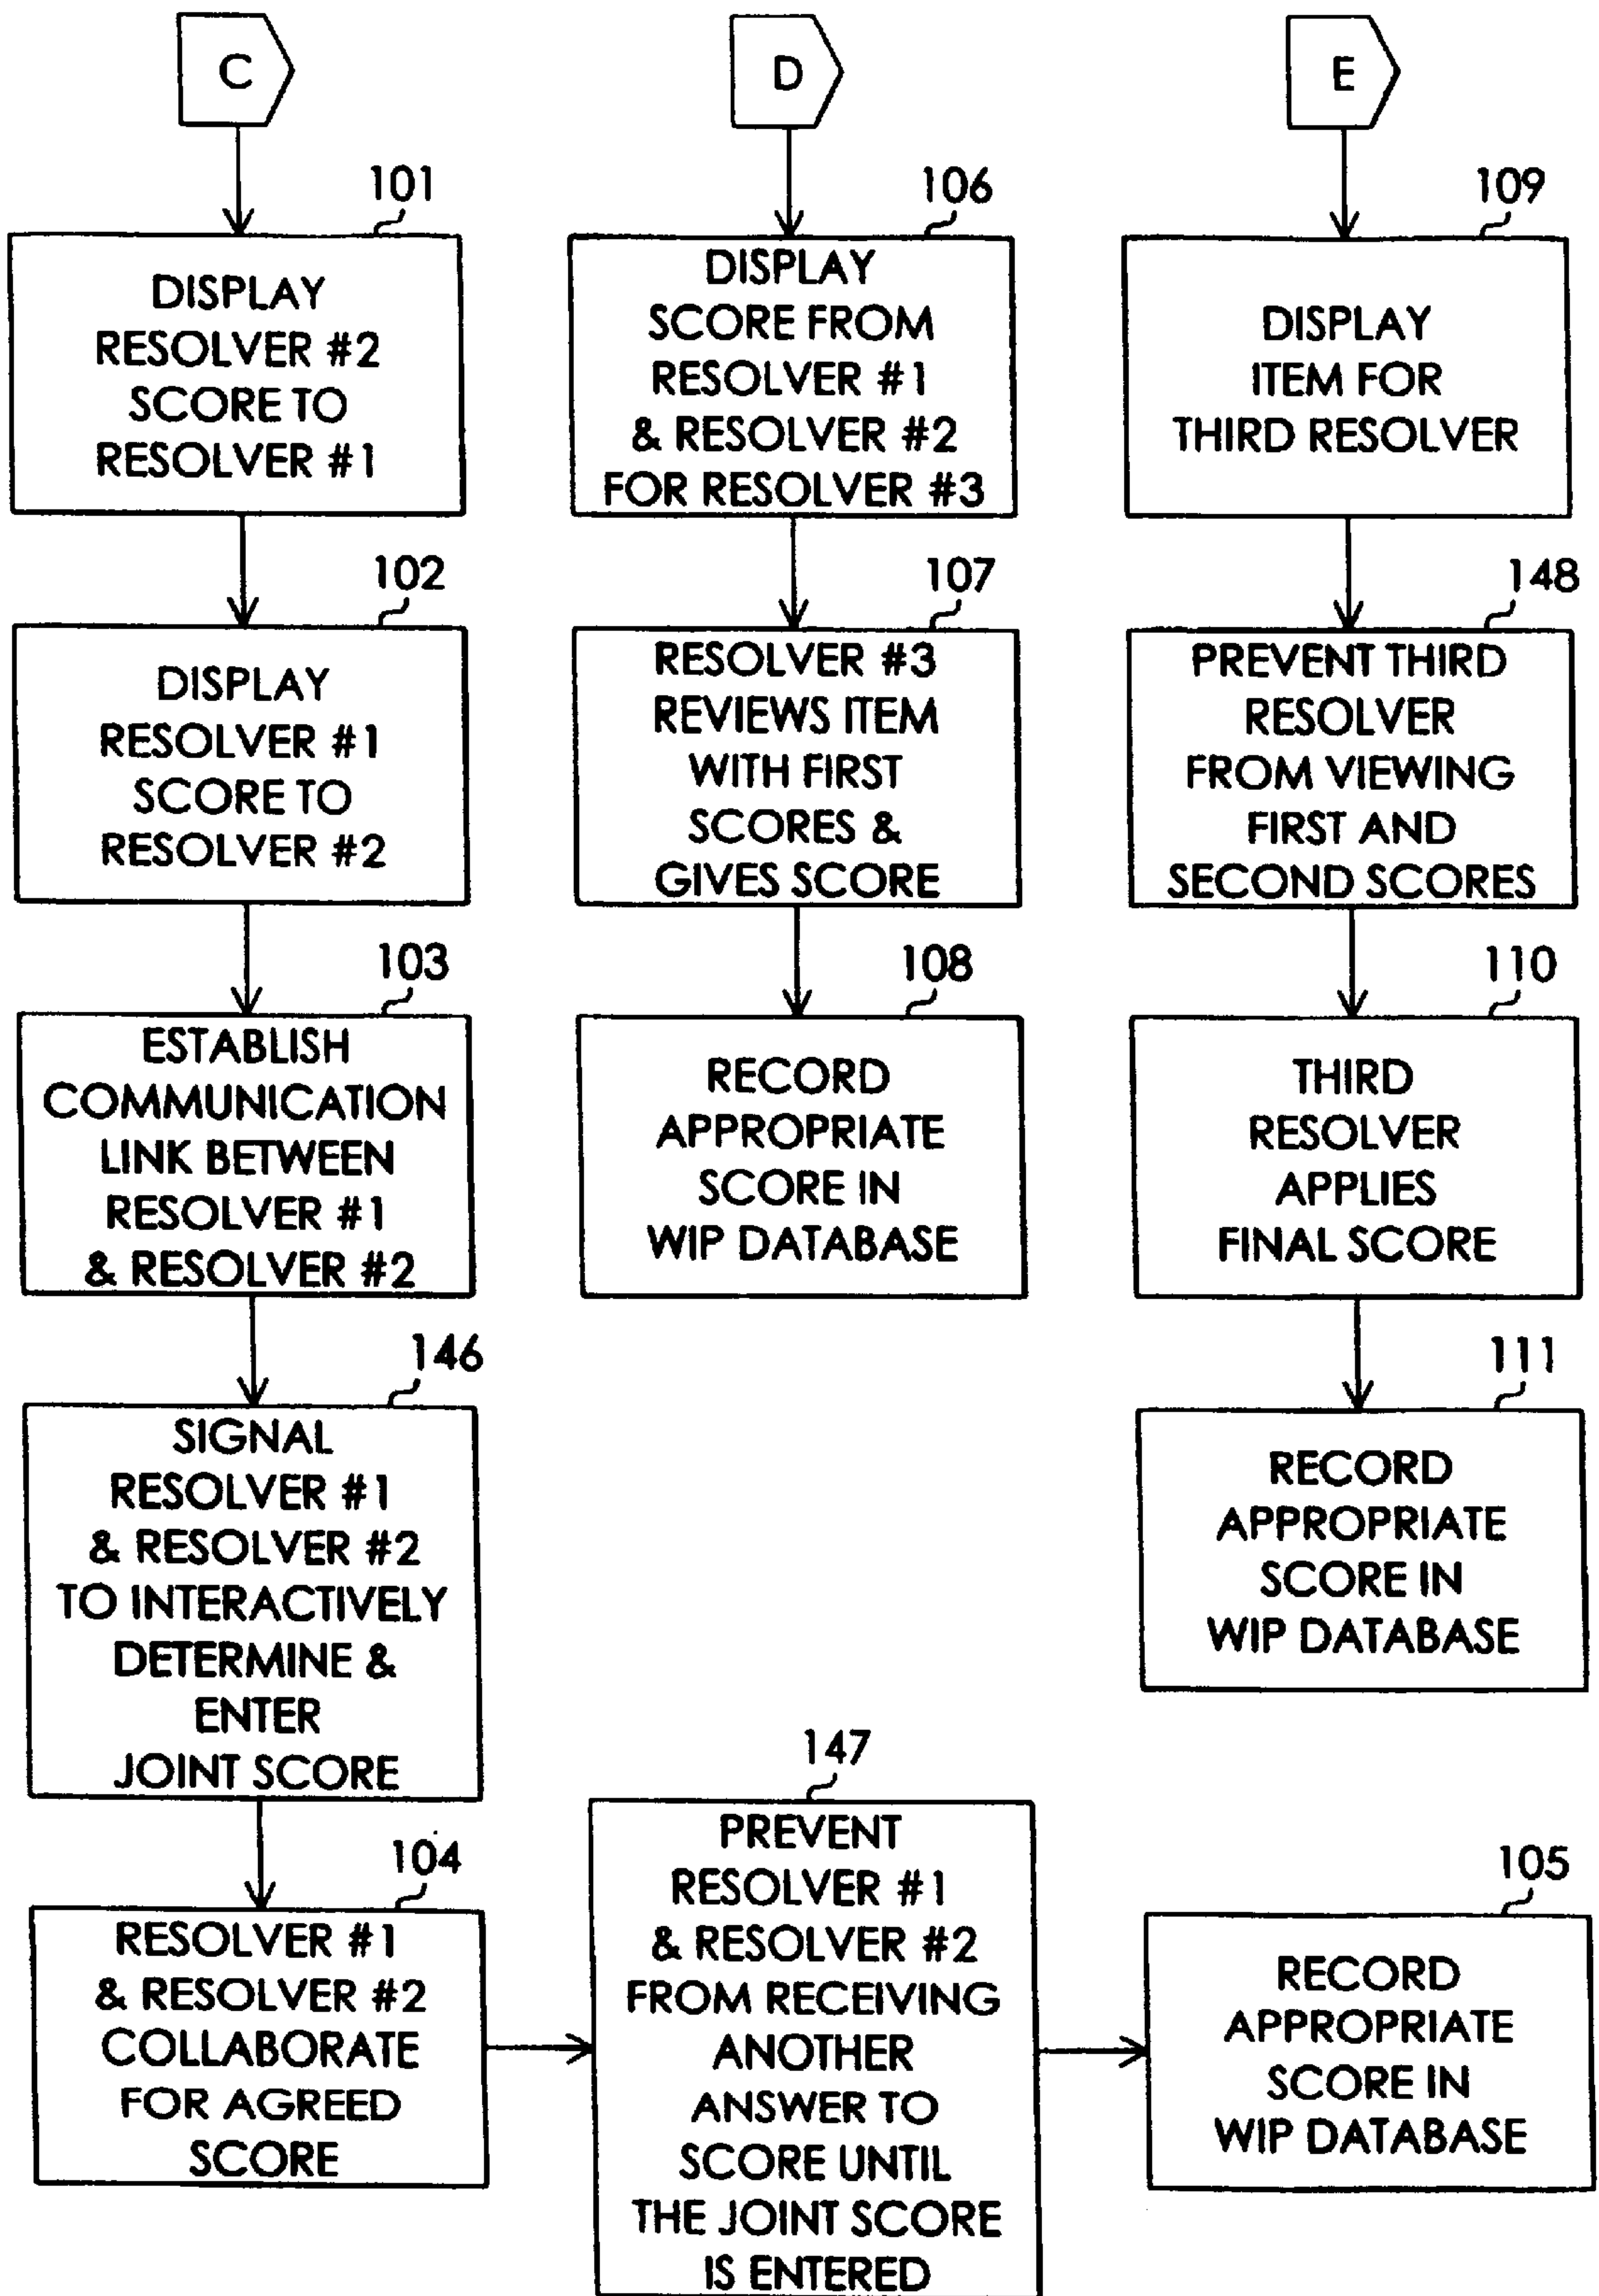 C
101
DISPLAY
RESOLVER #2
SCORE TO
RESOLVER #1
102
DISPLAY
RESOLVER #1
SCORE TO
RESOLVER #2
103
ESTABLISH
COMMUNICATION
LINK BETWEEN
RESOLVER #1
& RESOLVER #2
146
SIGNAL
RESOLVER #1
& RESOLVER #2
TO INTERACTIVELY
DETERMINE &
ENTER
JOINT SCORE
104
RESOLVER #1
& RESOLVER #2
COLLABORATE
FOR AGREED
SCORE
147
PREVENT
RESOLVER #1
& RESOLVER #2
FROM RECEIVING
ANOTHER
ANSWER TO
SCORE UNTIL
THE JOINT SCORE
IS ENTERED
105
RECORD
APPROPRIATE
SCORE IN
WIP DATABASE
D
106
DISPLAY
SCORE FROM
RESOLVER #1
& RESOLVER #2
FOR RESOLVER #3
107
RESOLVER #3
REVIEWS ITEM
WITH FIRST
SCORES &
GIVES SCORE
108
RECORD
APPROPRIATE
SCORE IN
WIP DATABASE
E
109
DISPLAY
ITEM FOR
THIRD RESOLVER
148
PREVENT THIRD
RESOLVER
FROM VIEWING
FIRST AND
SECOND SCORES
110
THIRD
RESOLVER
APPLIES
FINAL SCORE
111
RECORD
APPROPRIATE
SCORE IN
WIP DATABASE